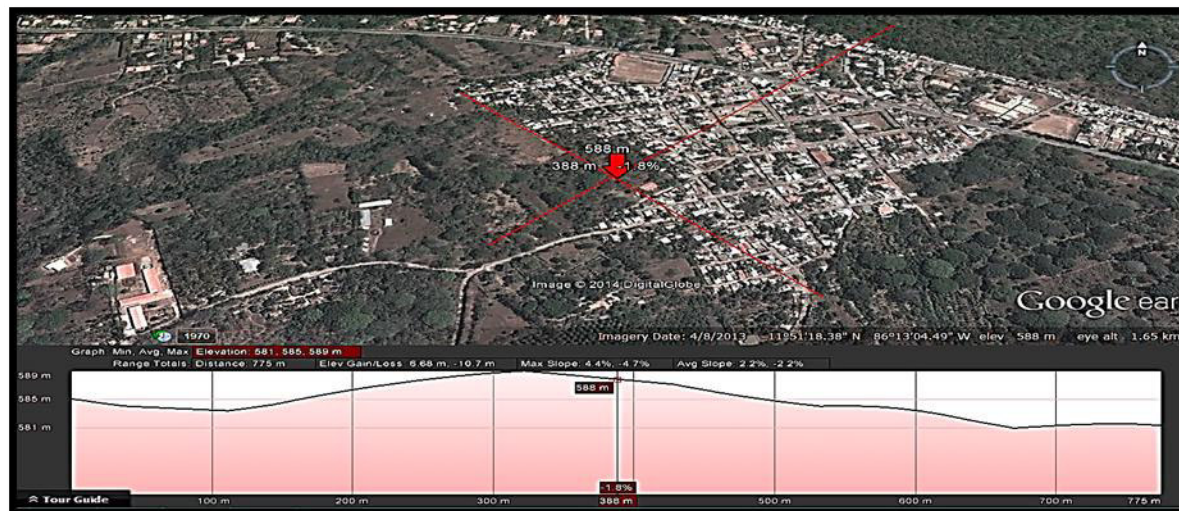 N
588 m
388 m -1.8%
Image © 2014 DigitalGlobe
Google ear
1970
Imagery Date: 4/8/2013 11°51'18.38" N 86°13'04.49" W elev 588 m eye alt 1.65 km
Graph: Min, Avg, Max Elevation: 581, 585, 589 m
Range Totals: Distance: 775 m Elev Gain/Loss: 6.68 m, -10.7 m Max Slope: 4.4%, -4.7% Avg Slope: 2.2%, -2.2%
589 m
588 m
585 m
581 m
-1.8%
Tour Guide 100 m 200 m 300 m 388 m 500 m 600 m 700 m 775 m